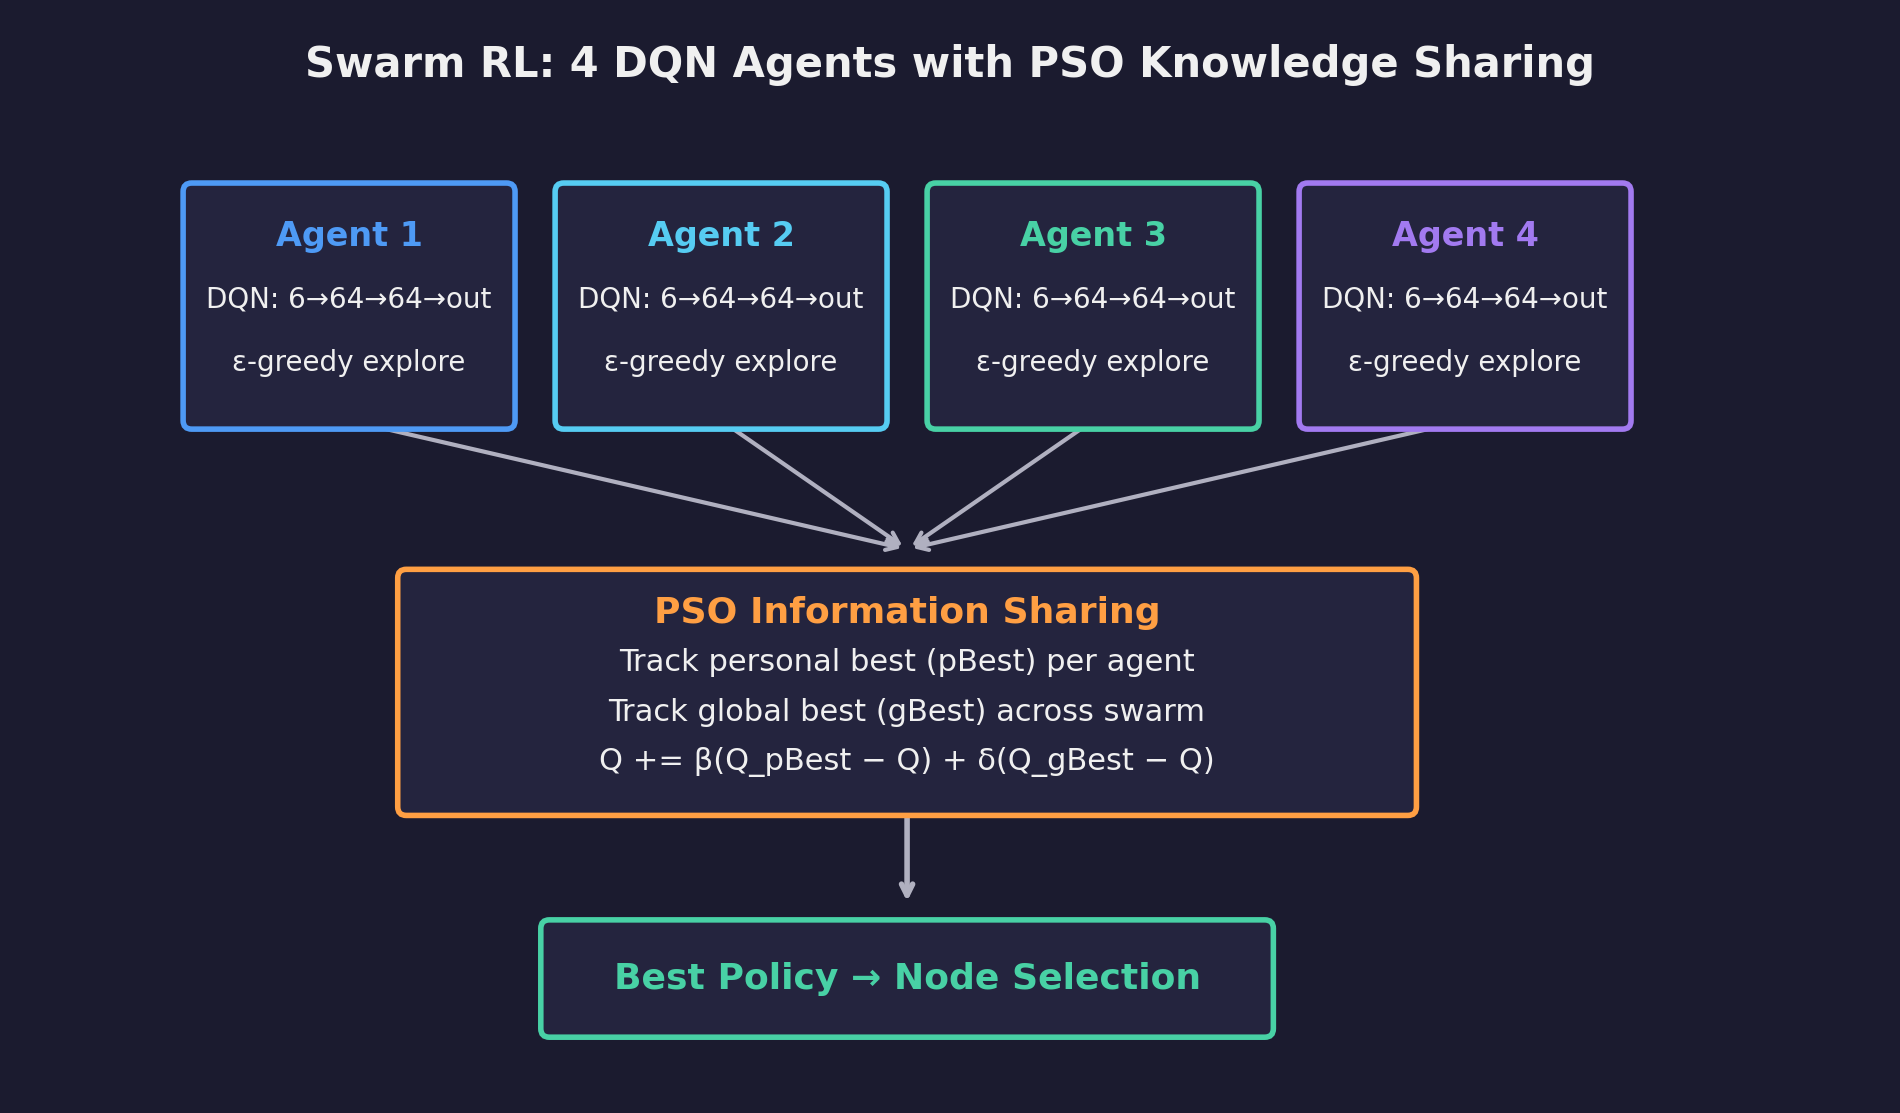 Swarm RL: 4 DQN Agents with PSO Knowledge Sharing
Agent 1
DQN: 6→64→64→out
ε-greedy explore
Agent 2
DQN: 6→64→64→out
ε-greedy explore
Agent 3
DQN: 6→64→64→out
ε-greedy explore
Agent 4
DQN: 6→64→64→out
ε-greedy explore
PSO Information Sharing
Track personal best (pBest) per agent
Track global best (gBest) across swarm
Q += β(Q_pBest − Q) + δ(Q_gBest − Q)
Best Policy → Node Selection